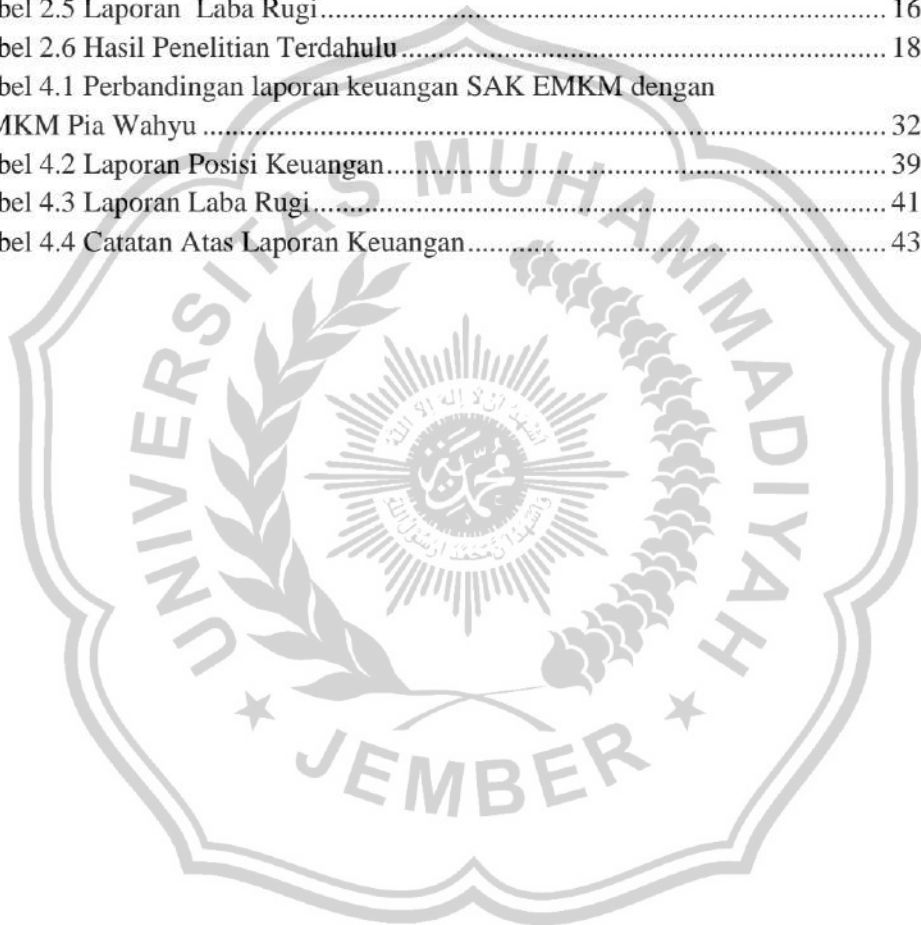 bel 2.5 Laporan Laba Rugi.......................................................................... 16
bel 2.6 Hasil Penelitian Terdahulu................................................................ 18
bel 4.1 Perbandingan laporan keuangan SAK EMKM dengan
MKM Pia Wahyu .......................................................................................... 32
bel 4.2 Laporan Posisi Keuangan.................................................................. 39
bel 4.3 Laporan Laba Rugi........................................................................... 41
bel 4.4 Catatan Atas Laporan Keuangan...................................................... 43
UNIVERSITAS MUHAMMADIYAH
JEMBER